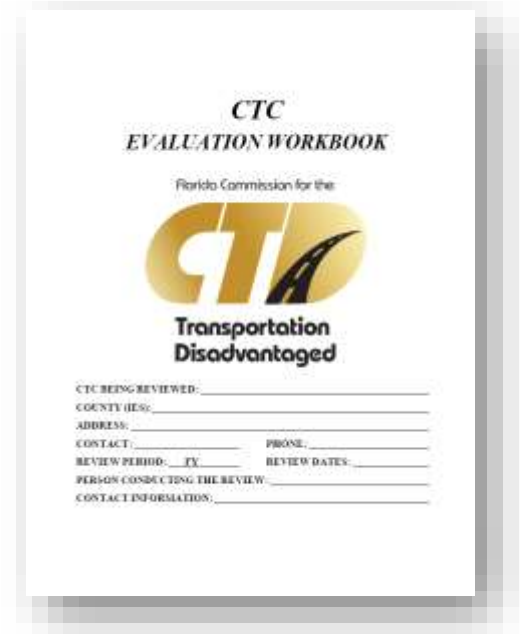 CTC
EVALUATION WORKBOOK
Florida Commission for the
CTD
Transportation
Disadvantaged
CTC BEING REVIEWED:
COUNTY (IES):
ADDRESS:
CONTACT: PHONE:
REVIEW PERIOD: FY REVIEW DATES:
PERSON CONDUCTING THE REVIEW:
CONTACT INFORMATION: